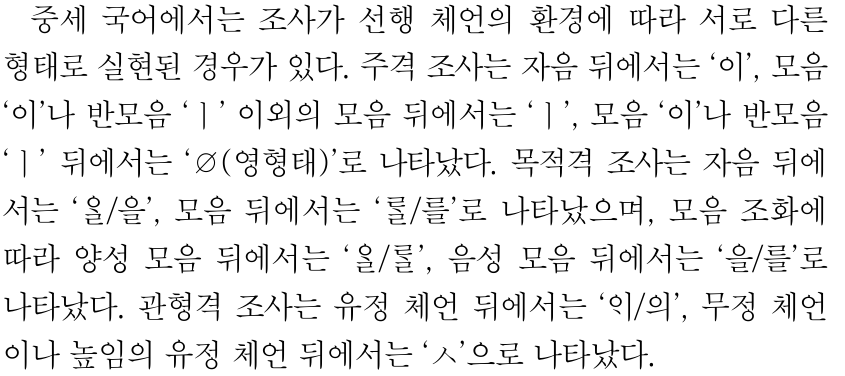 중세 국어에서는 조사가 선행 체언의 환경에 따라 서로 다른
형태로 실현된 경우가 있다. 주격 조사는 자음 뒤에서는 ‘이’, 모음
‘이’나 반모음 ‘ㅣ’ 이외의 모음 뒤에서는 ‘ㅣ’, 모음 ‘이’나 반모음
‘ㅣ’ 뒤에서는 ‘∅(영형태)’로 나타났다. 목적격 조사는 자음 뒤에
서는 ‘ᄋᆞᆯ/을’, 모음 뒤에서는 ‘ᄅᆞᆯ/를’로 나타났으며, 모음 조화에
따라 양성 모음 뒤에서는 ‘ᄋᆞᆯ/ᄅᆞᆯ’, 음성 모음 뒤에서는 ‘을/를’로
나타났다. 관형격 조사는 유정 체언 뒤에서는 ‘ᄋᆡ/의’, 무정 체언
이나 높임의 유정 체언 뒤에서는 ‘ㅅ’으로 나타났다.